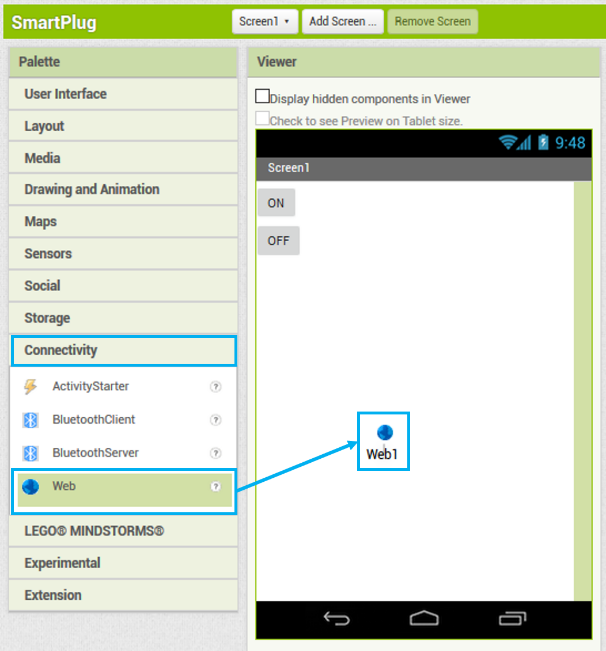 SmartPlug
Screen1
Add Screen ...
Remove Screen
Palette
User Interface
Layout
Media
Drawing and Animation
Maps
Sensors
Social
Storage
Connectivity
ActivityStarter
BluetoothClient
BluetoothServer
Web
LEGO® MINDSTORMS®
Experimental
Extension
Viewer
Display hidden components in Viewer
Check to see Preview on Tablet size.
9:48
Screen1
ON
OFF
Web1